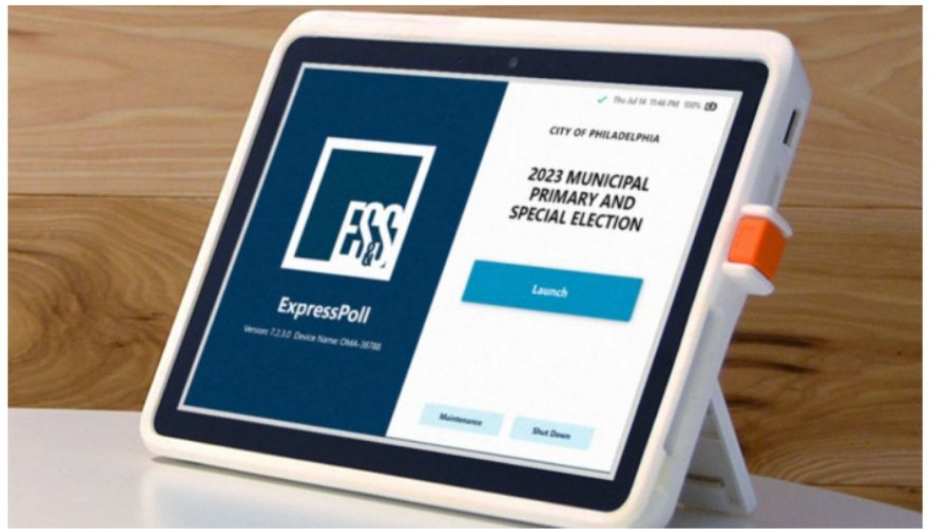 ES&S
ExpressPoll
Version: 7.2.3.0 Device Name: OMA-38788
Thu Jul 14 11:46 PM 100%
CITY OF PHILADELPHIA
2023 MUNICIPAL
PRIMARY AND
SPECIAL ELECTION
Launch
Maintenance
Shut Down